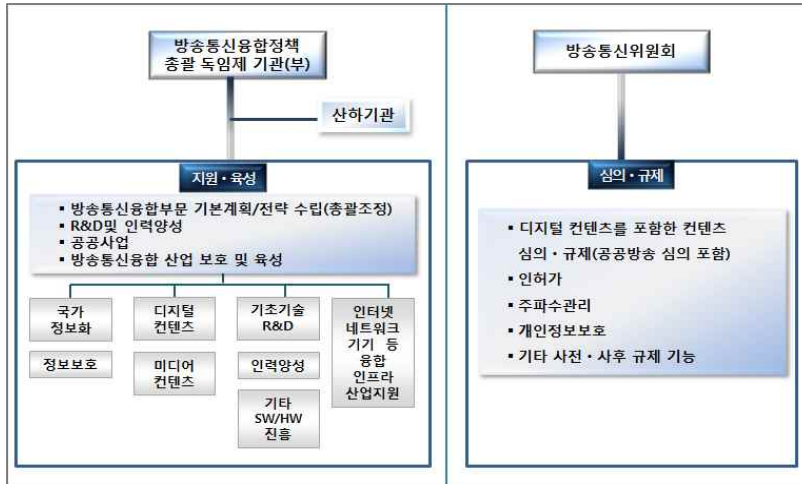 방송통신융합정책
총괄 독임제 기관(부)
산하기관
지원·육성
▪ 방송통신융합부문 기본계획/전략 수립(총괄조정)
▪ R&D및 인력양성
▪ 공공사업
▪ 방송통신융합 산업 보호 및 육성
국가
정보화
정보보호
디지털
컨텐츠
미디어
컨텐츠
기초기술
R&D
인력양성
기타
SW/HW
진흥
인터넷
네트워크
기기 등
융합
인프라
산업지원
방송통신위원회
심의·규제
▪ 디지털 컨텐츠를 포함한 컨텐츠
심의·규제(공공방송 심의 포함)
▪ 인허가
▪ 주파수관리
▪ 개인정보보호
▪ 기타 사전·사후 규제 기능